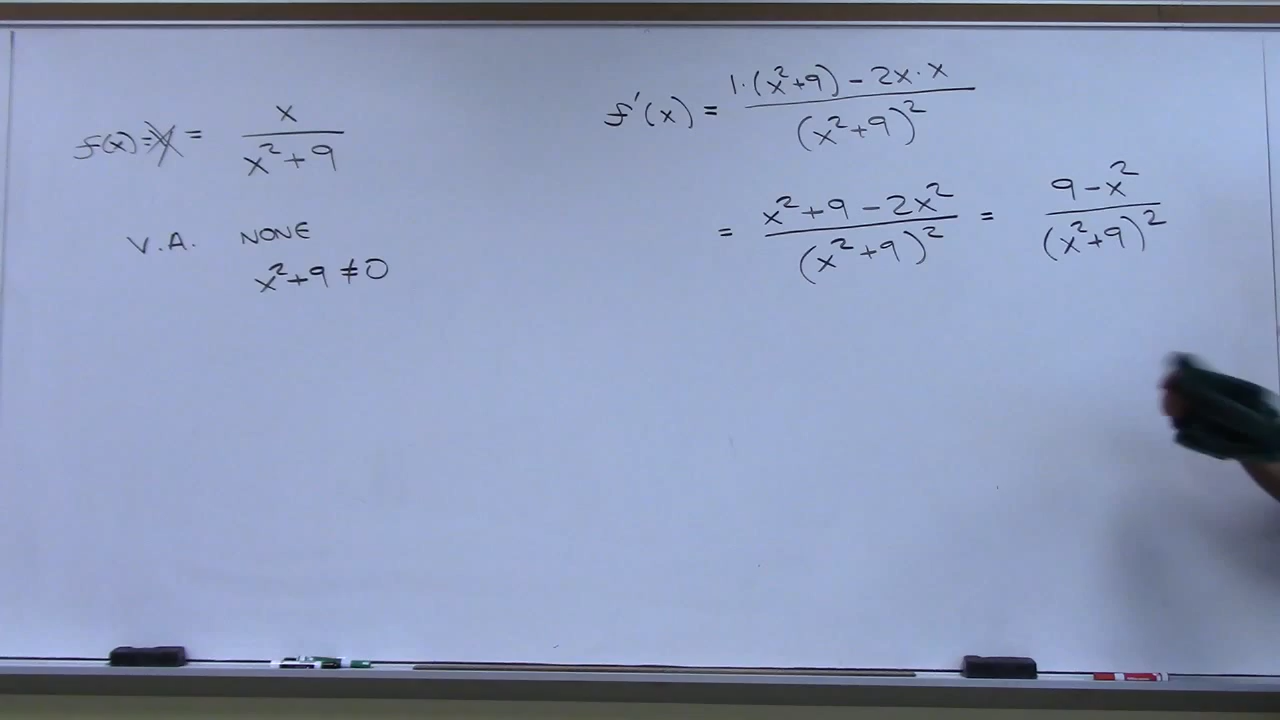 f(x) = y = x / (x² + 9)
V.A. NONE
x² + 9 ≠ 0
f'(x) = (1·(x² + 9) − 2x·x) / (x² + 9)²
= (x² + 9 − 2x²) / (x² + 9)² = (9 − x²) / (x² + 9)²